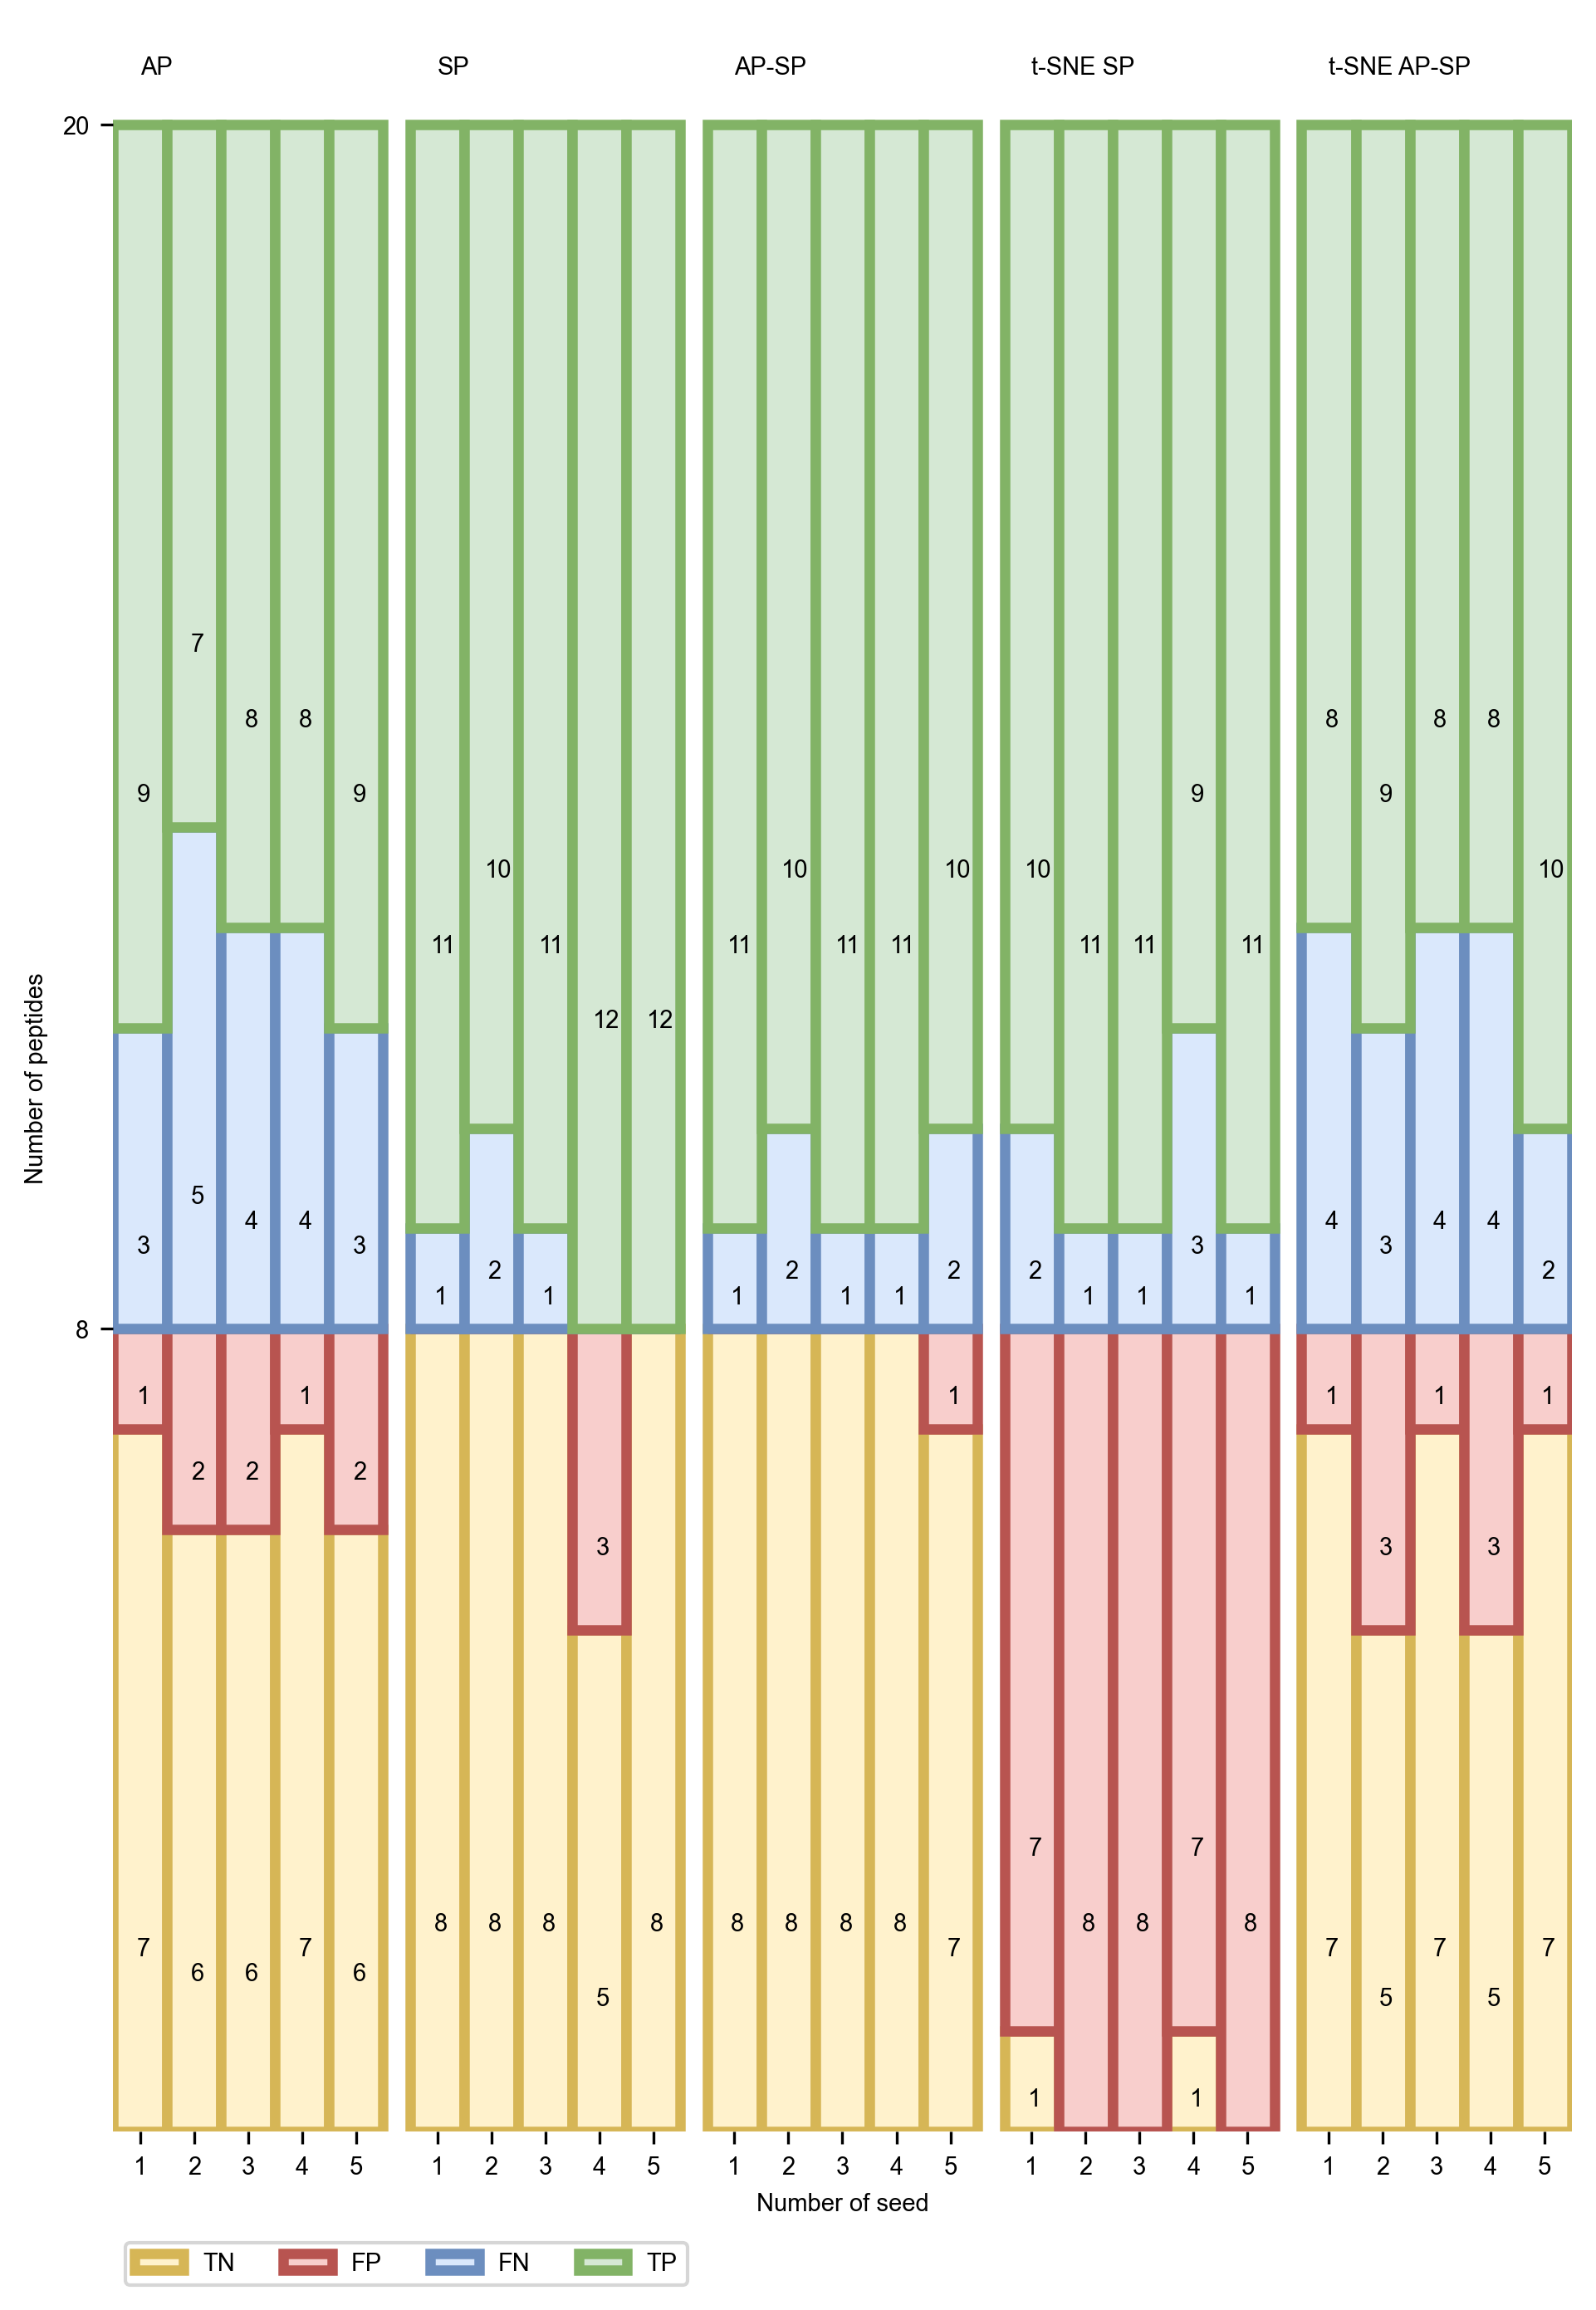 AP SP AP-SP t-SNE SP t-SNE AP-SP
20
7
8 8 8 8 8
9 9 9 9
10 10 10 10 10
11 11 11 11 11 11 11 11
12 12
Number of peptides
5
4 4 4 4 4
3 3 3 3
2 2 2 2 2
1 1 1 1 1 1 1 1
8
1 1 1 1 1 1
2 2 2
3 3 3
7 7
8 8 8 8 8 8 8 8 8 8 8
7 7 7 7 7 7
6 6 6
5 5 5
1 1
1 2 3 4 5 1 2 3 4 5 1 2 3 4 5 1 2 3 4 5 1 2 3 4 5
Number of seed
TN FP FN TP